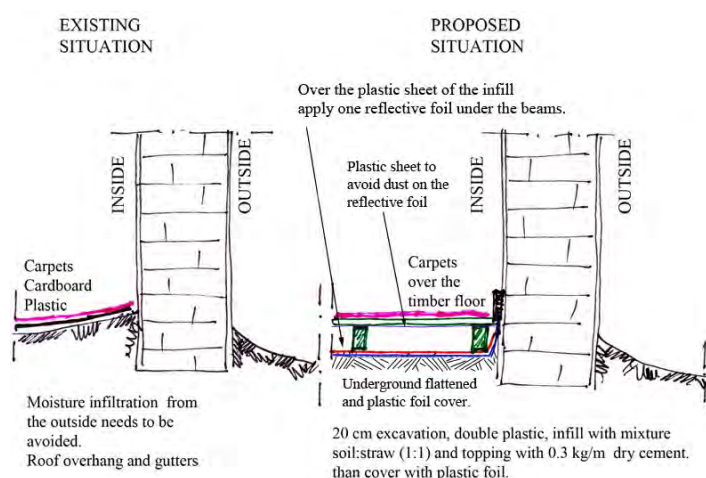 EXISTING
SITUATION
PROPOSED
SITUATION
Over the plastic sheet of the infill
apply one reflective foil under the beams.
INSIDE
OUTSIDE
Plastic sheet to
avoid dust on the
reflective foil
INSIDE
OUTSIDE
Carpets
Cardboard
Plastic
Carpets
over the
timber floor
Underground flattened
and plastic foil cover.
Moisture infiltration from
the outside needs to be
avoided.
Roof overhang and gutters
20 cm excavation, double plastic, infill with mixture
soil:straw (1:1) and topping with 0.3 kg/m dry cement.
than cover with plastic foil.